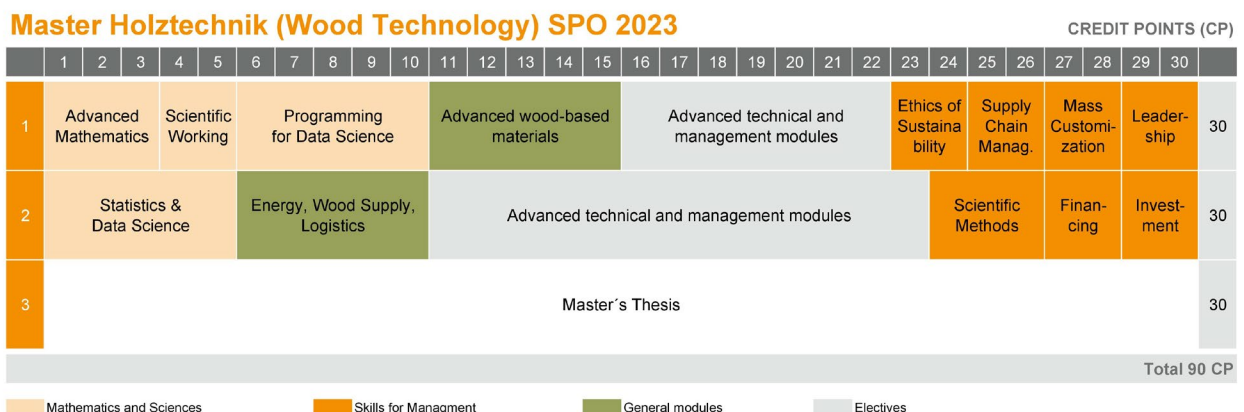 Master Holztechnik (Wood Technology) SPO 2023
CREDIT POINTS (CP)
1 2 3 4 5 6 7 8 9 10 11 12 13 14 15 16 17 18 19 20 21 22 23 24 25 26 27 28 29 30
1
Advanced
Mathematics
Scientific
Working
Programming
for Data Science
Advanced wood-based
materials
Advanced technical and
management modules
Ethics of
Sustaina
bility
Supply
Chain
Manag.
Mass
Customi-
zation
Leader-
ship
30
2
Statistics &
Data Science
Energy, Wood Supply,
Logistics
Advanced technical and management modules
Scientific
Methods
Finan-
cing
Invest-
ment
30
3
Master´s Thesis
30
Total 90 CP
Mathematics and Sciences
Skills for Managment
General modules
Electives